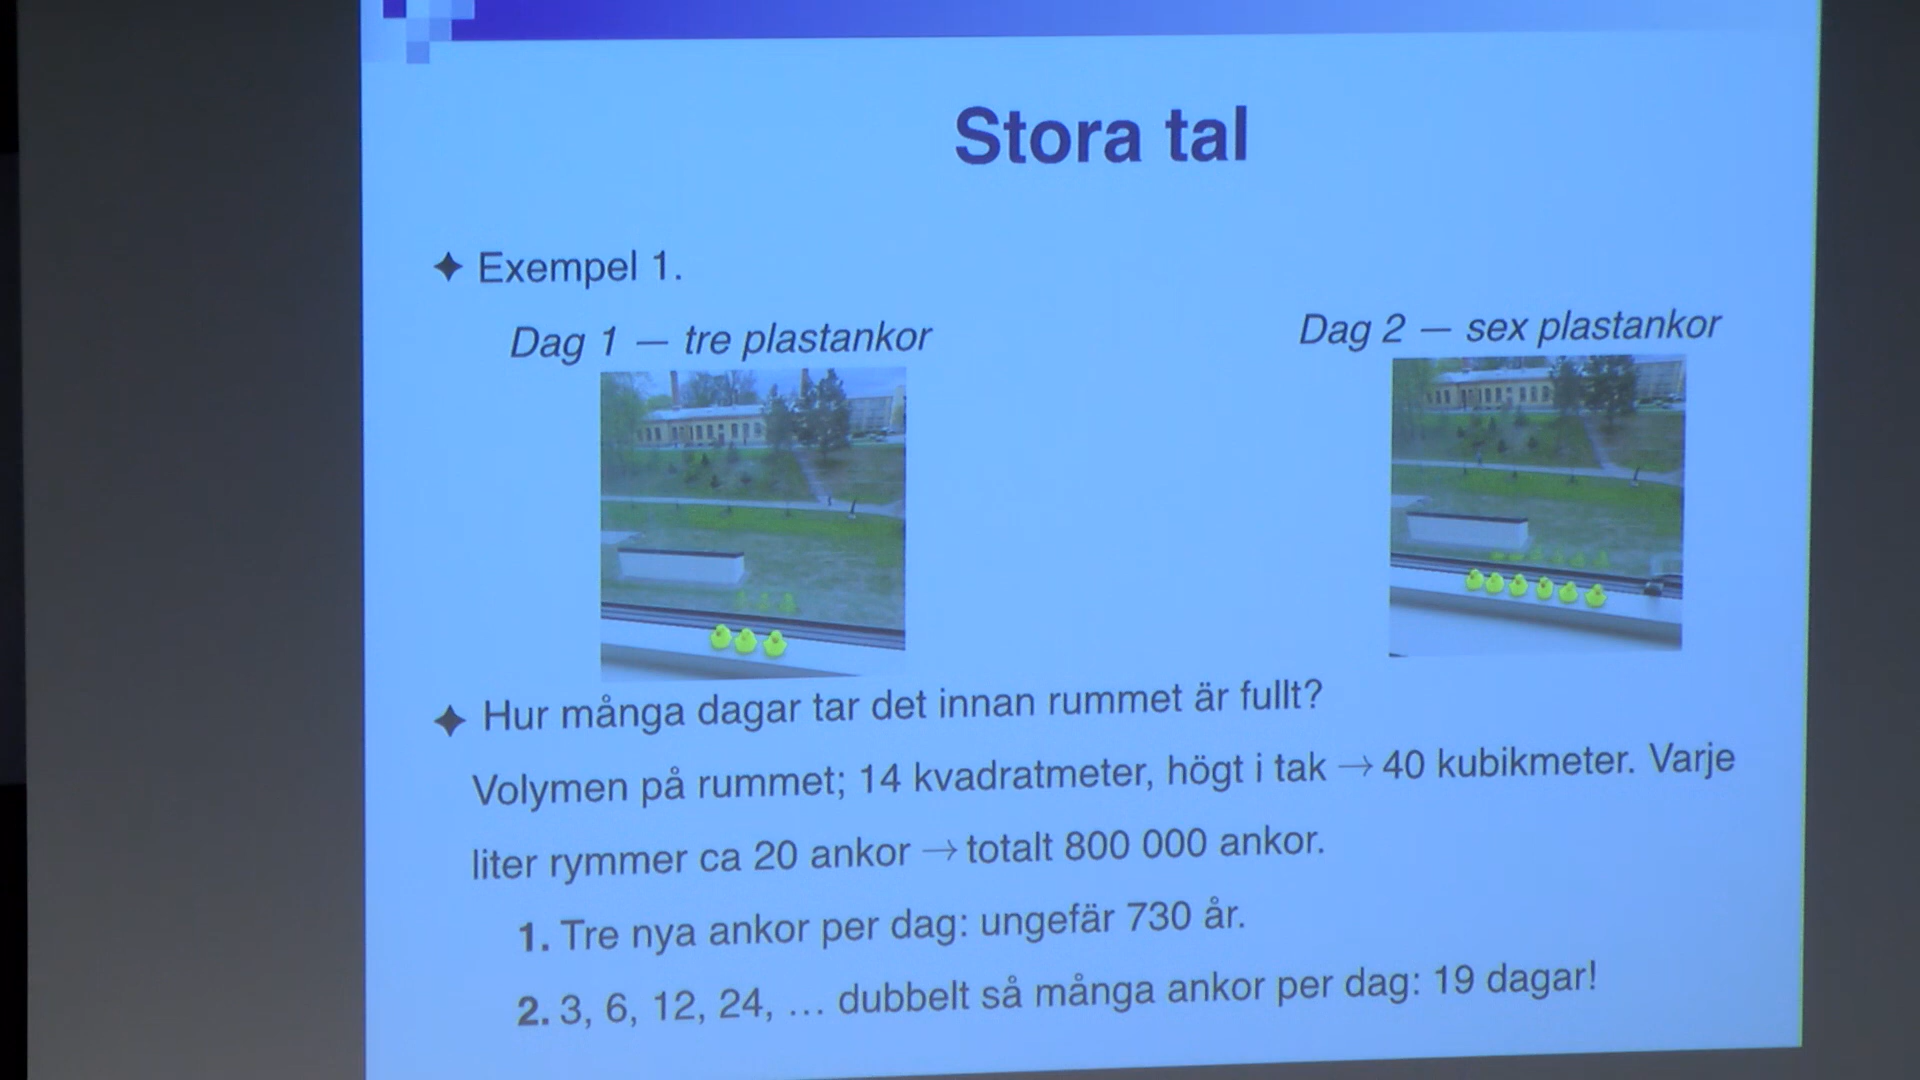 Stora tal
Exempel 1.
Dag 1 — tre plastankor
Dag 2 — sex plastankor
Hur många dagar tar det innan rummet är fullt?
Volymen på rummet; 14 kvadratmeter, högt i tak → 40 kubikmeter. Varje
liter rymmer ca 20 ankor → totalt 800 000 ankor.
1. Tre nya ankor per dag: ungefär 730 år.
2. 3, 6, 12, 24, … dubbelt så många ankor per dag: 19 dagar!